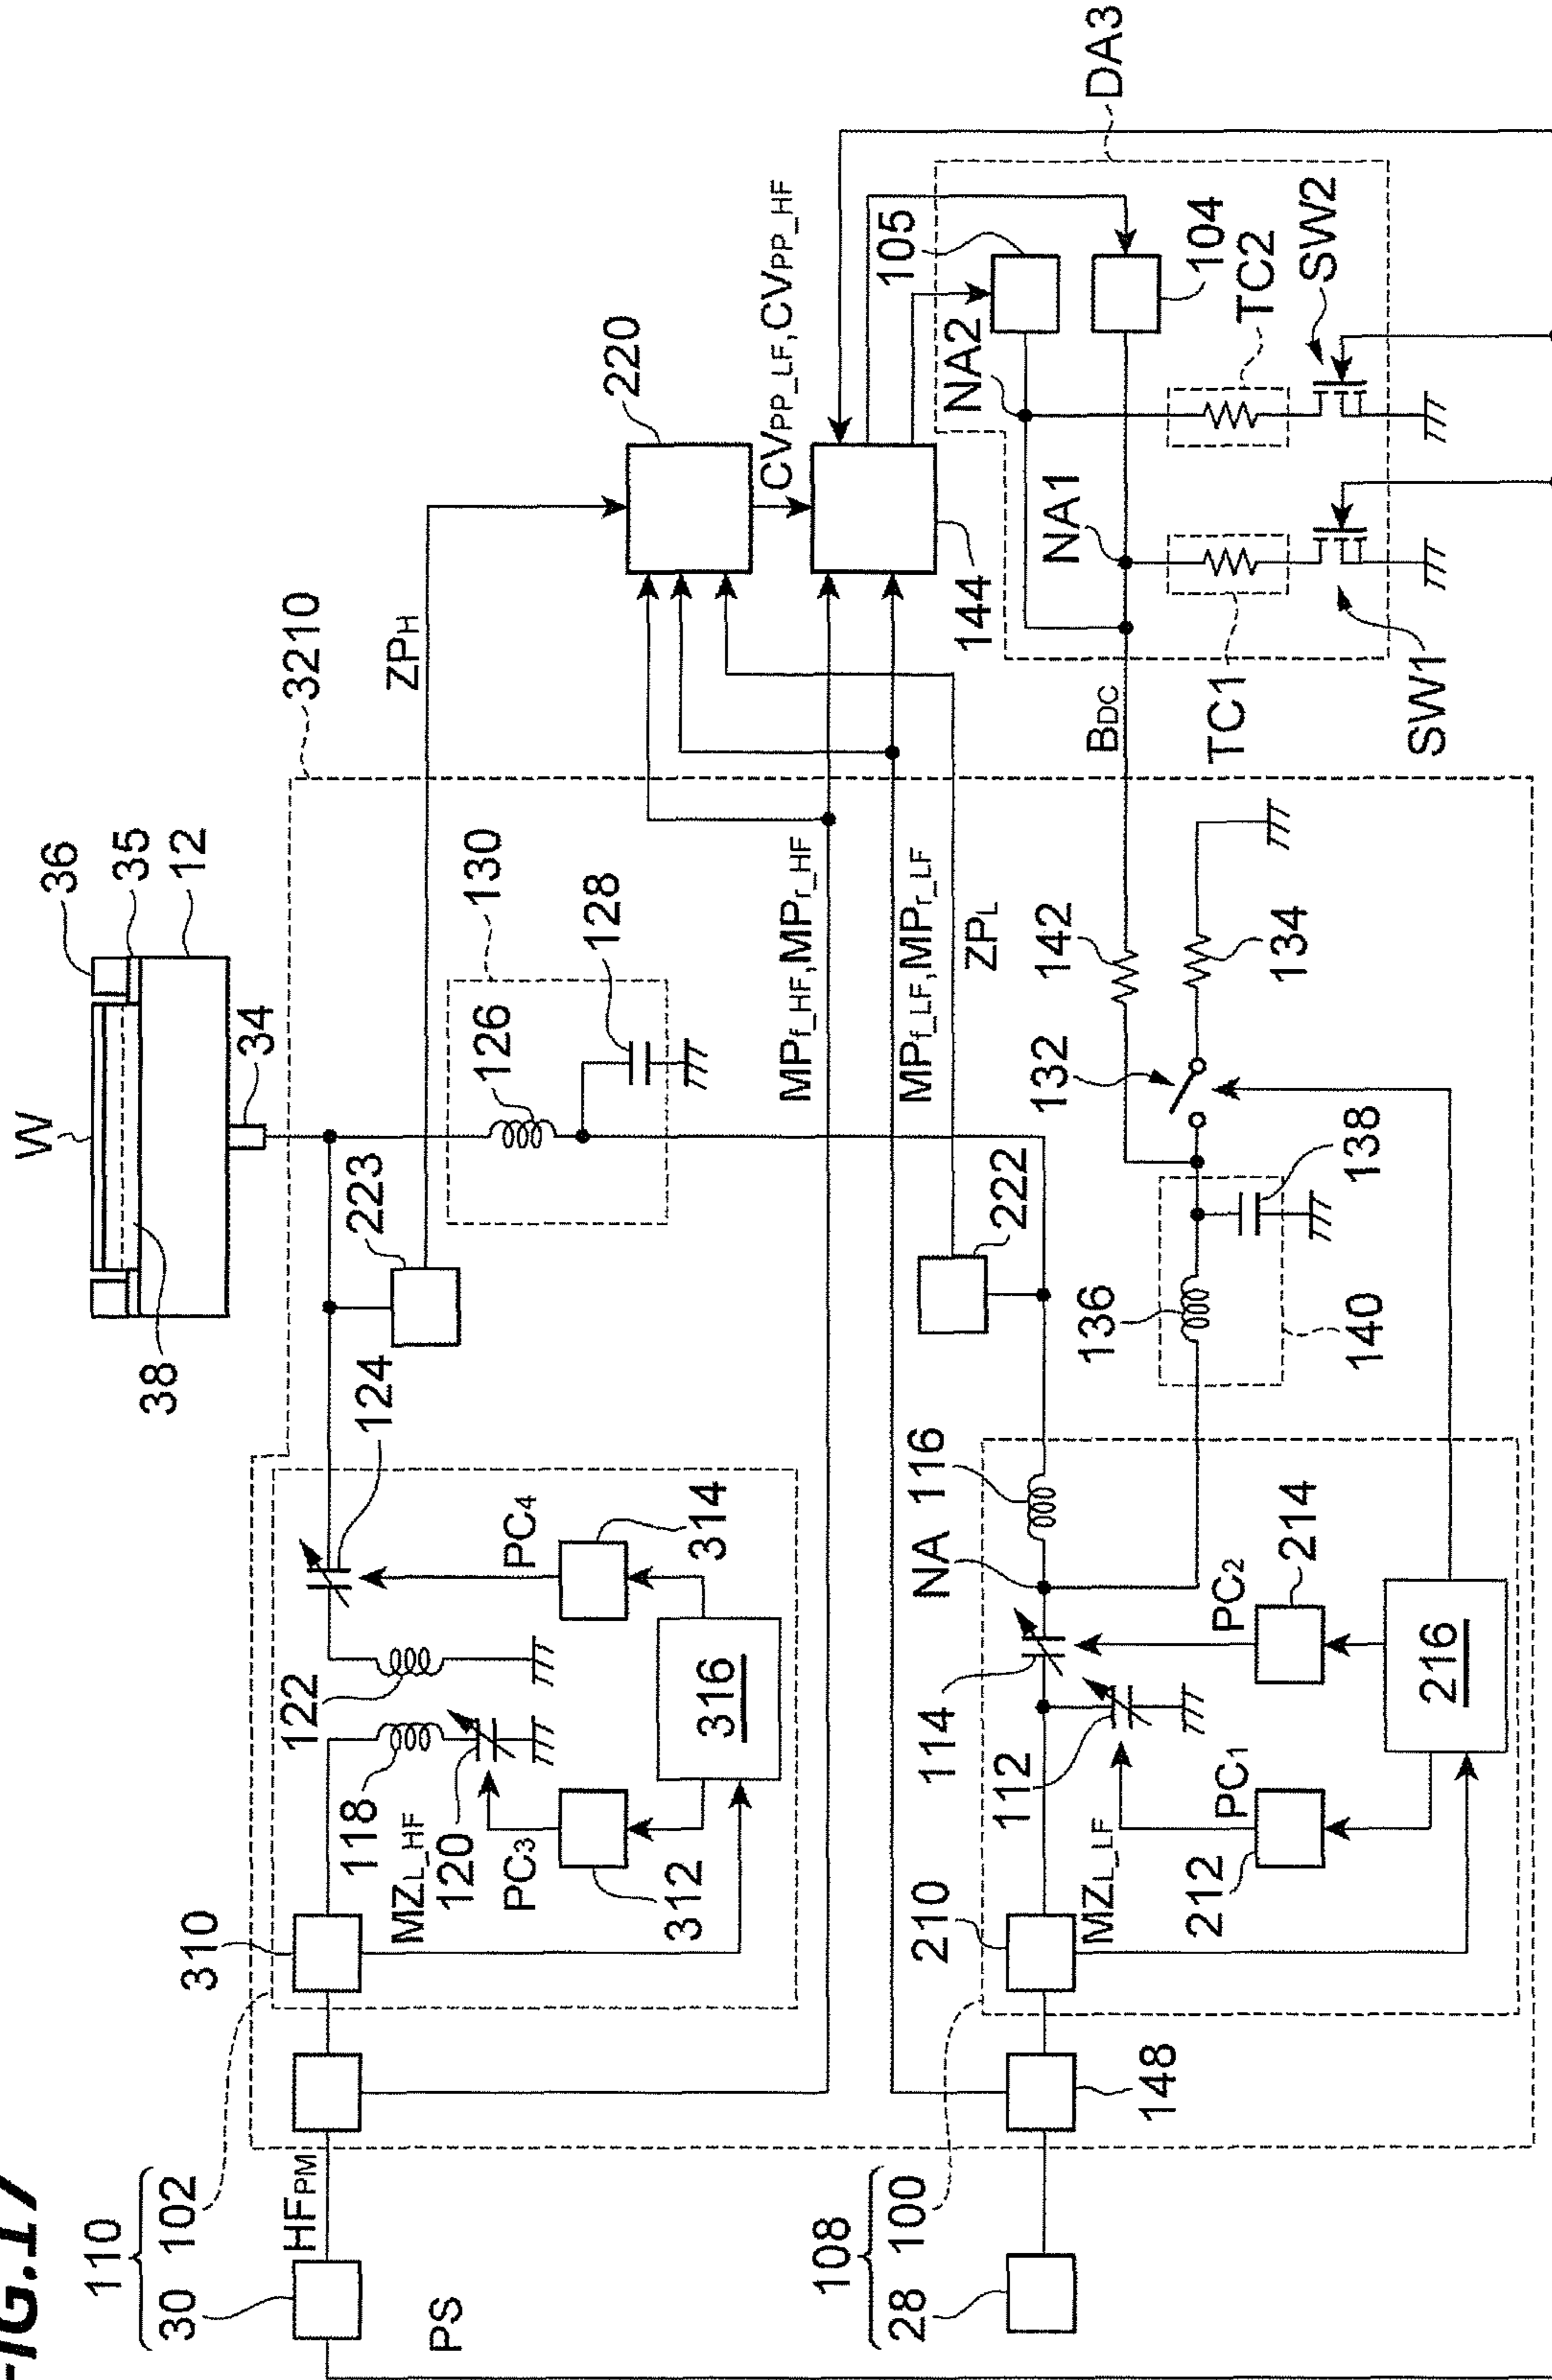 FIG.17
W
36
35
12
34
38
3210
ZPH
220
CVPP_LF,CVPP_HF
144
105
104
DA3
NA2
NA1
TC2
SW2
TC1
SW1
BDC
130
126
128
223
124
MPf_HF,MPr_HF
MPf_LF,MPr_LF
ZPL
142
134
132
138
136
140
222
116
NA
122
118
120
PC4
314
316
PC3
312
MZL_HF
310
114
112
PC2
214
216
PC1
212
MZL_LF
210
148
110
30 102
HFPM
PS
108
28 100